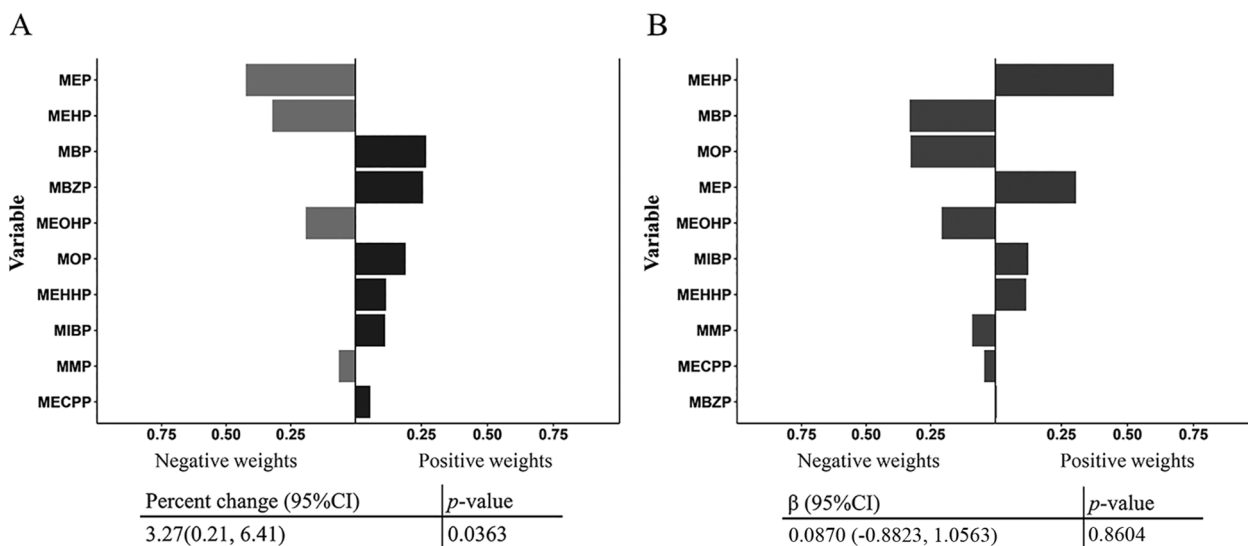 A
Variable
MEP
MEHP
MBP
MBZP
MEOHP
MOP
MEHHP
MIBP
MMP
MECPP
0.75 0.50 0.25 0.25 0.50 0.75
Negative weights Positive weights
Percent change (95%CI) p-value
3.27(0.21, 6.41) 0.0363
B
Variable
MEHP
MBP
MOP
MEP
MEOHP
MIBP
MEHHP
MMP
MECPP
MBZP
0.75 0.50 0.25 0.25 0.50 0.75
Negative weights Positive weights
β (95%CI) p-value
0.0870 (-0.8823, 1.0563) 0.8604